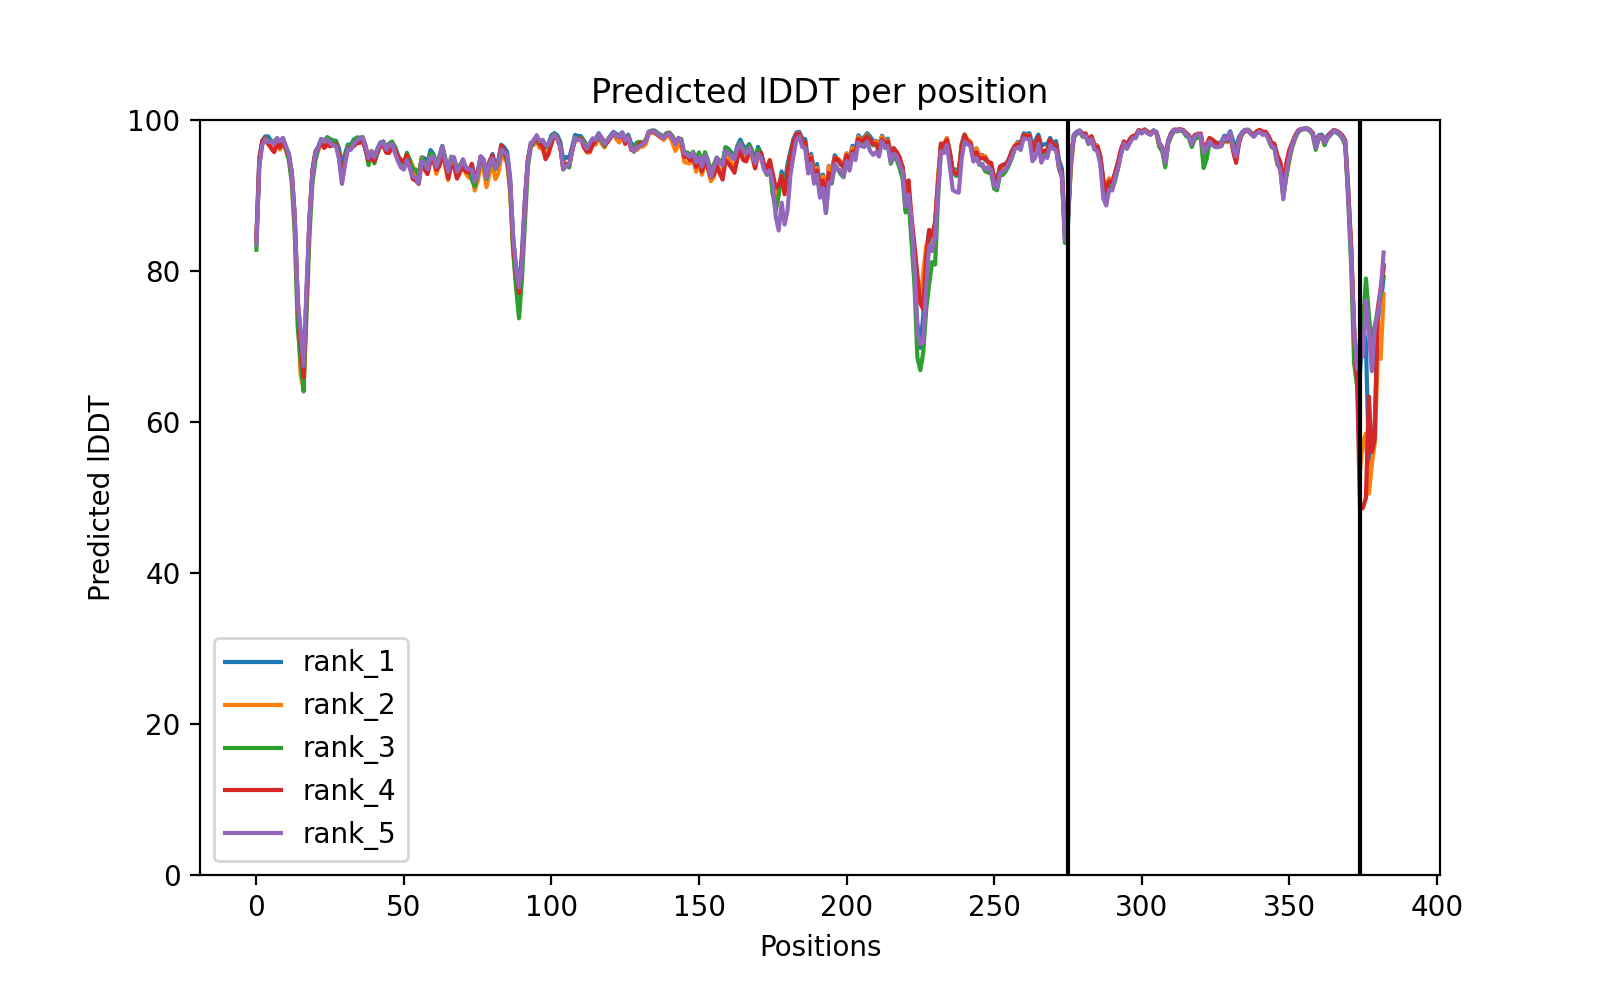 Predicted lDDT per position
Predicted lDDT
100
80
60
40
20
0
rank_1
rank_2
rank_3
rank_4
rank_5
0 50 100 150 200 250 300 350 400
Positions